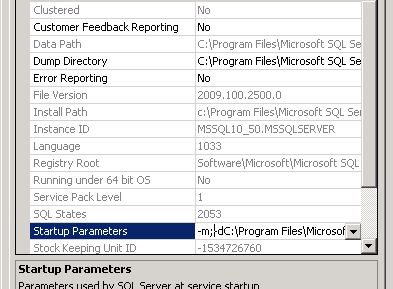 Clustered No
Customer Feedback Reporting No
Data Path C:\Program Files\Microsoft SQL Se
Dump Directory C:\Program Files\Microsoft SQL Se
Error Reporting No
File Version 2009.100.2500.0
Install Path c:\Program Files\Microsoft SQL Se
Instance ID MSSQL10_50.MSSQLSERVER
Language 1033
Registry Root Software\Microsoft\Microsoft SQL
Running under 64 bit OS No
Service Pack Level 1
SQL States 2053
Startup Parameters -m;-dC:\Program Files\Microsof
Stock Keeping Unit ID -1534726760
Startup Parameters
Parameters used by SQL Server at service startup